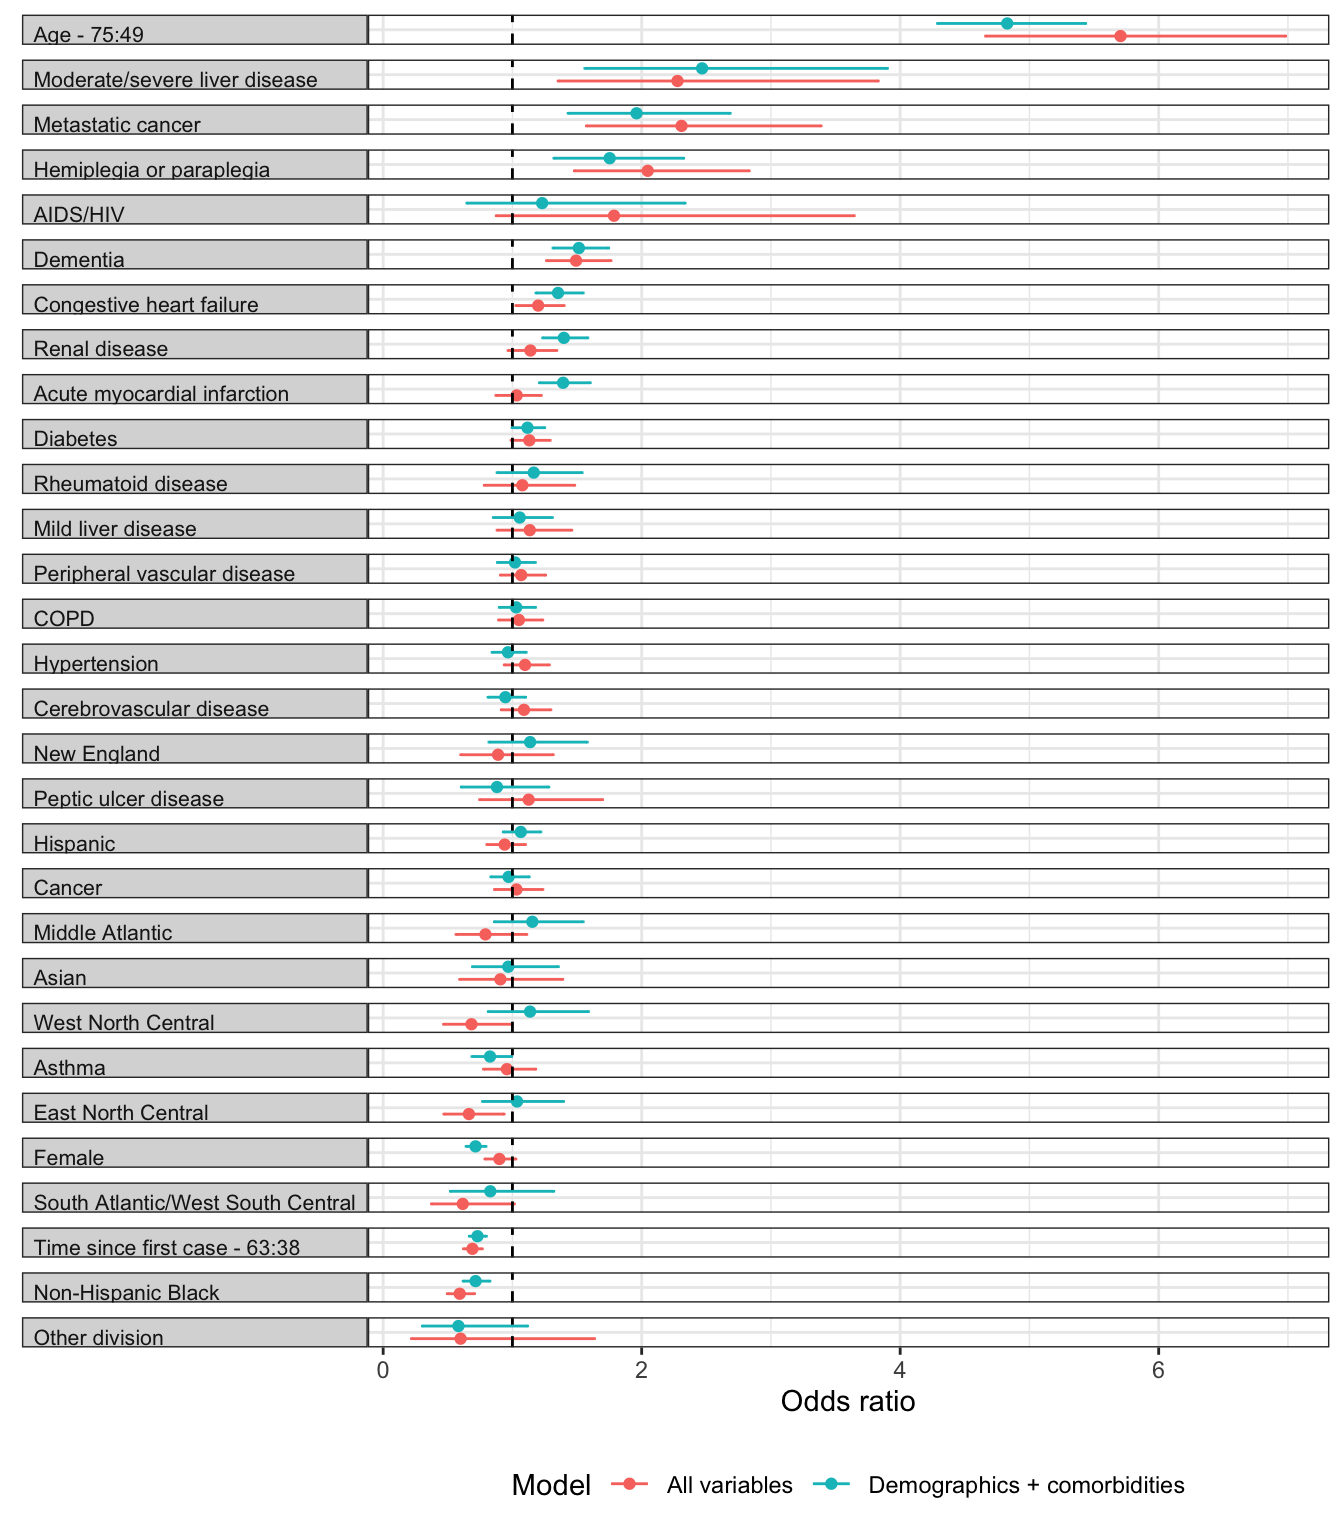 Age - 75:49
Moderate/severe liver disease
Metastatic cancer
Hemiplegia or paraplegia
AIDS/HIV
Dementia
Congestive heart failure
Renal disease
Acute myocardial infarction
Diabetes
Rheumatoid disease
Mild liver disease
Peripheral vascular disease
COPD
Hypertension
Cerebrovascular disease
New England
Peptic ulcer disease
Hispanic
Cancer
Middle Atlantic
Asian
West North Central
Asthma
East North Central
Female
South Atlantic/West South Central
Time since first case - 63:38
Non-Hispanic Black
Other division
0 2 4 6
Odds ratio
Model All variables Demographics + comorbidities